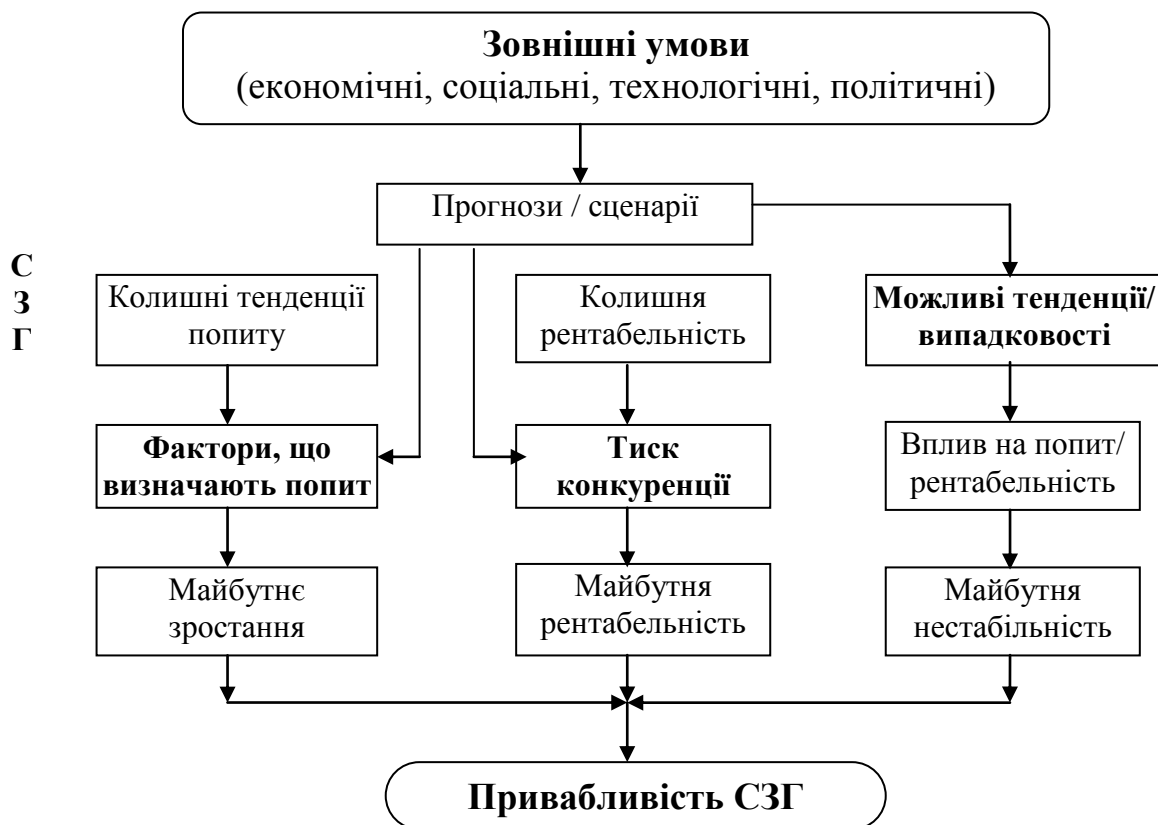 Зовнішні умови
(економічні, соціальні, технологічні, політичні)
Прогнози / сценарії
С
З
Г
Колишні тенденції
попиту
Колишня
рентабельність
Можливі тенденції/
випадковості
Фактори, що
визначають попит
Тиск
конкуренції
Вплив на попит/
рентабельність
Майбутнє
зростання
Майбутня
рентабельність
Майбутня
нестабільність
Привабливість СЗГ